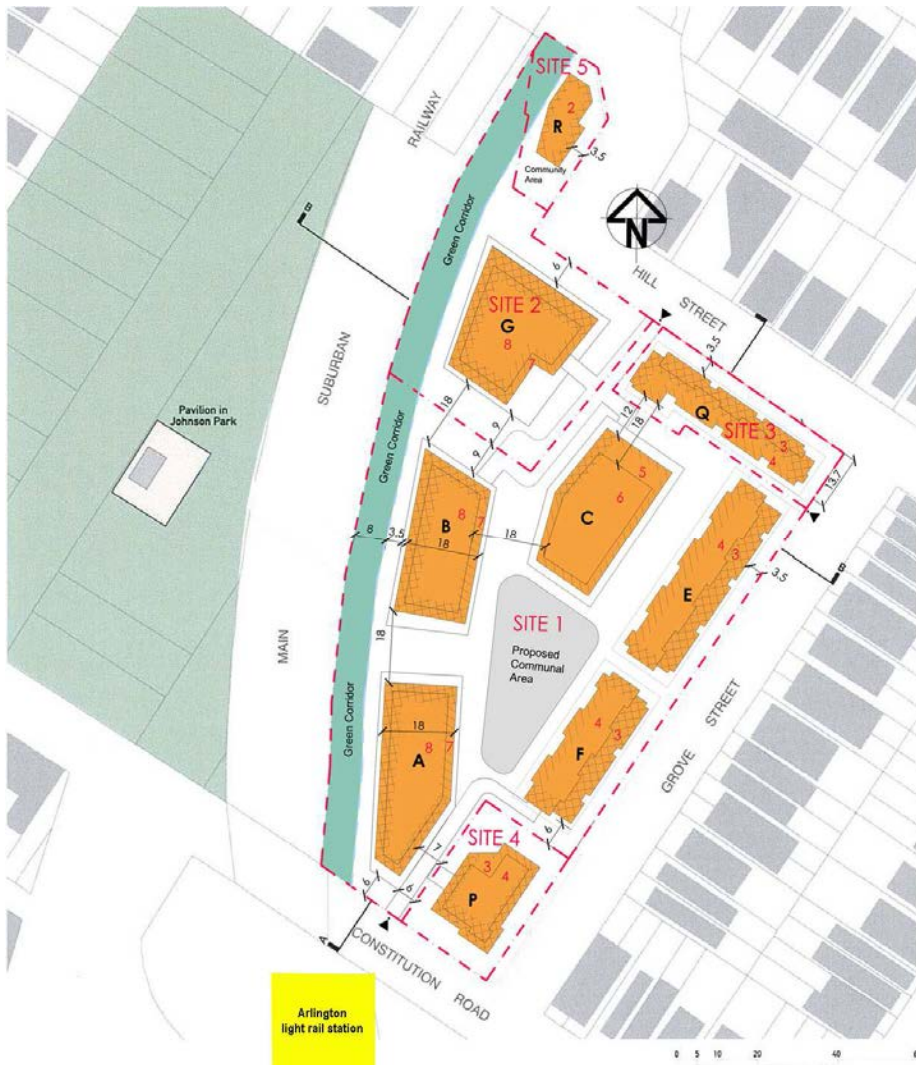 SITE 5
2
R
3.5
Community
Area
RAILWAY
B
Green Corridor
N
6
HILL
STREET
SITE 2
G
8
7
3.5
SUBURBAN
Pavilion in
Johnson Park
18
9
9
12
18
Q
SITE 3
3
4
13.7
Green Corridor
B
8
7
C
5
6
8
3.5
18
18
4
3
E
3.5
B
18
SITE 1
Proposed
Communal
Area
MAIN
Green Corridor
18
8
7
A
4
3
F
GROVE
STREET
6
SITE 4
7
3
4
P
6
6
A
CONSTITUTION
ROAD
Arlington
light rail station
0 5 10 20 40